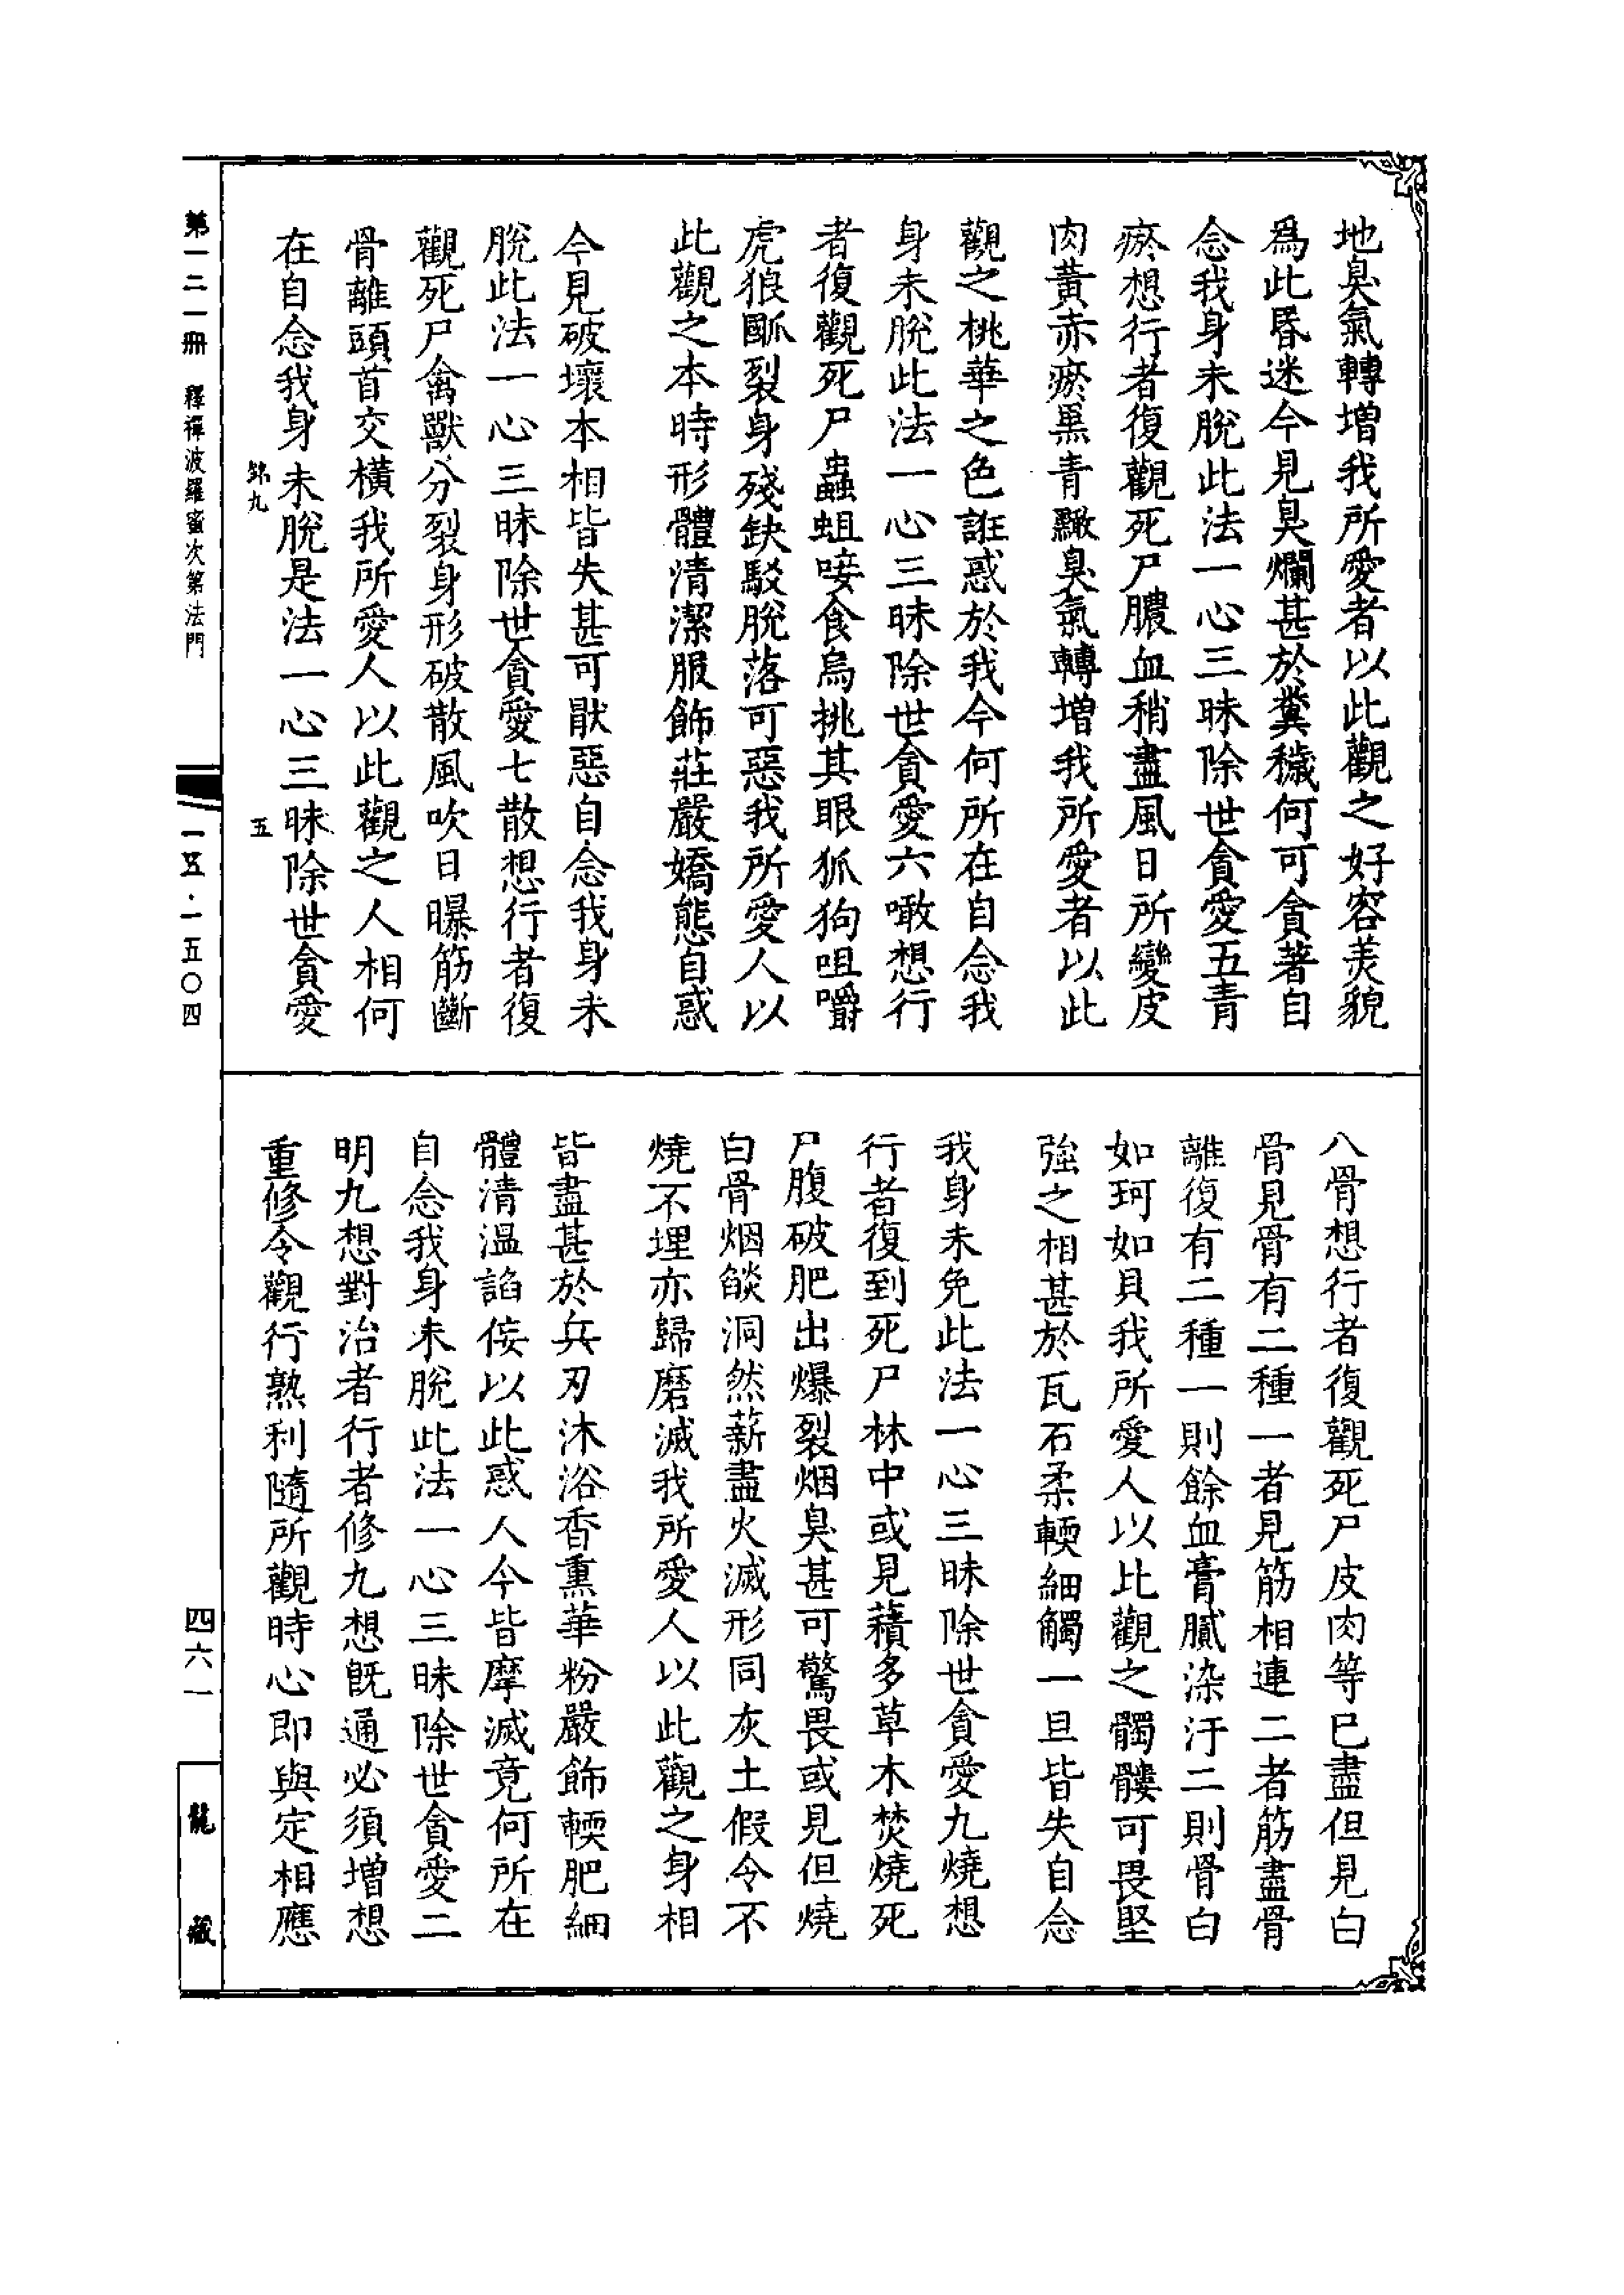 地臭氣轉增我所愛者以此觀之好容美貌
為此昬迷今見臭爛甚於糞穢何可貪著自
念我身未脫此法一心三昧除世貪愛五青
瘀想行者復觀死尸膿血稍盡風日所變皮
肉黃赤瘀黒青黰臭氣轉增我所愛者以此
觀之桃華之色誑惑於我今何所在自念我
身未脫此法一心三昧除世貪愛六噉想行
者復觀死尸蟲蛆唼食烏挑其眼狐狗咀嚼
虎狼𪙁裂身殘缺駁脫落可惡我所愛人以
此觀之本時形體清潔服飾莊嚴嬌態自惑
今見破壞本相皆失甚可猒惡自念我身未
脫此法一心三昧除世貪愛七散想行者復
觀死尸禽獸分裂身形破散風吹日曝筋斷
骨離頭首交橫我所愛人以此觀之人相何
在自念我身未脫是法一心三昧除世貪愛
八骨想行者復觀死尸皮肉等已盡但見白
骨見骨有二種一者見筋相連二者筋盡骨
離復有二種一則餘血膏膩染汙二則骨白
如珂如貝我所愛人以此觀之髑髏可畏堅
強之相甚於瓦石柔輭細觸一旦皆失自念
我身未免此法一心三昧除世貪愛九燒想
行者復到死尸林中或見積多草木焚燒死
尸腹破肥出爆裂烟臭甚可驚畏或見但燒
白骨烟燄洞然薪盡火滅形同灰土假令不
燒不埋亦歸磨滅我所愛人以此觀之身相
皆盡甚於兵刃沐浴香熏華粉嚴飾輭肥細
體清溫諂佞以此惑人今皆摩滅竟何所在
自念我身未脫此法一心三昧除世貪愛二
明九想對治者行者修九想旣通必須增想
重修令觀行熟利隨所觀時心即與定相應
第一二一冊 釋禪波羅蜜次第法門
一五·一五〇四
四六一
龍藏
九
五